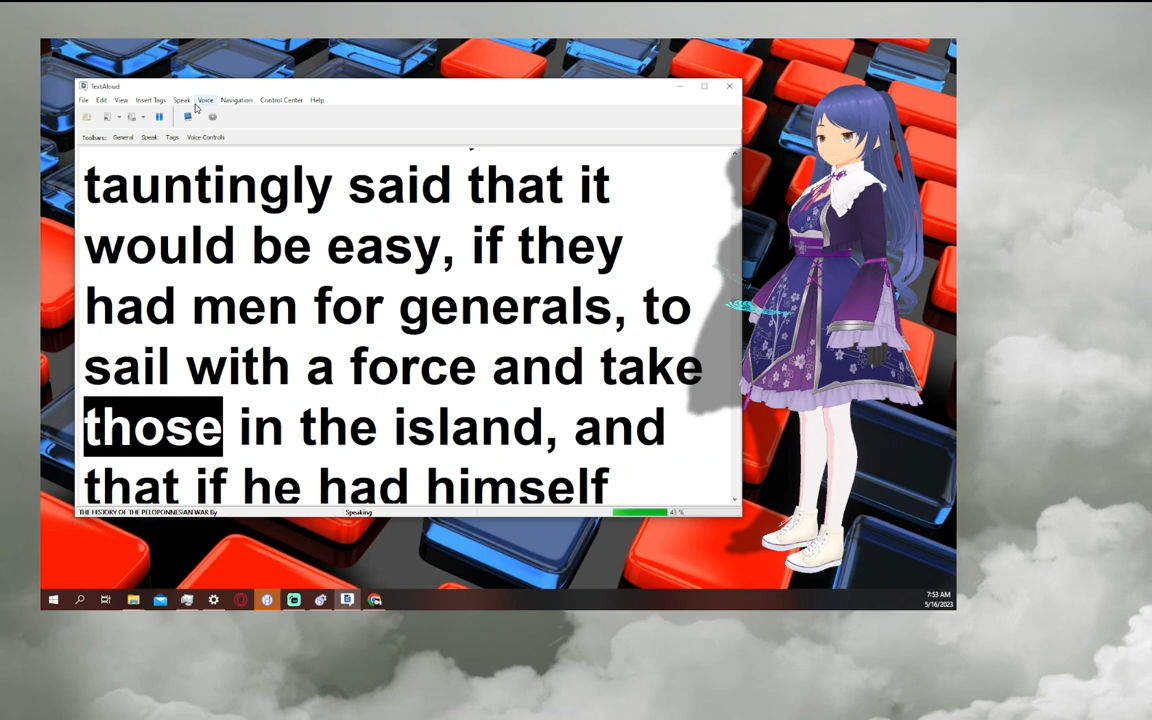 TextAloud
File Edit View Insert Tags Speak Voice Navigation Control Center Help
Toolbars: General Speak Tags Voice Controls
tauntingly said that it
would be easy, if they
had men for generals, to
sail with a force and take
those in the island, and
that if he had himself
THE HISTORY OF THE PELOPONNESIAN WAR By Speaking 43 %
7:53 AM
5/16/2023